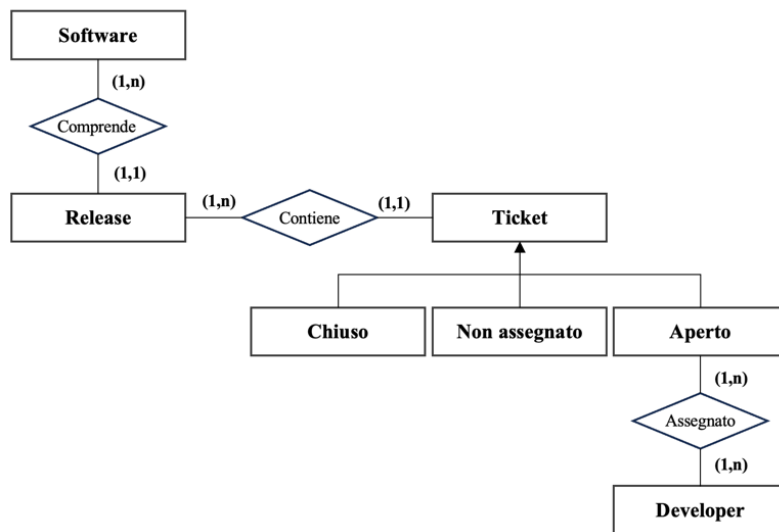 Software
(1,n)
Comprende
(1,1)
Release
(1,n)
Contiene
(1,1)
Ticket
Chiuso
Non assegnato
Aperto
(1,n)
Assegnato
(1,n)
Developer